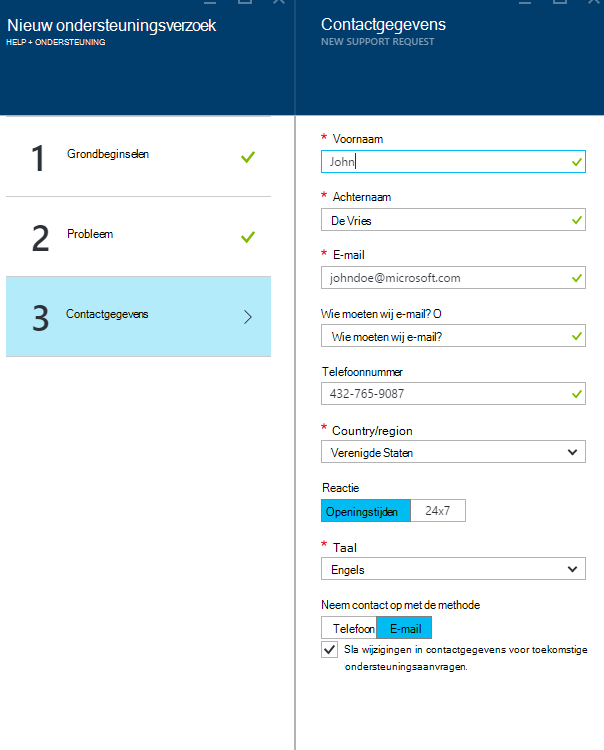 Nieuw ondersteuningsverzoek
HELP + ONDERSTEUNING
1 Grondbeginselen
2 Probleem
3 Contactgegevens
Contactgegevens
NEW SUPPORT REQUEST
* Voornaam
John
* Achternaam
De Vries
* E-mail
johndoe@microsoft.com
Wie moeten wij e-mail? O
Wie moeten wij e-mail?
Telefoonnummer
432-765-9087
* Country/region
Verenigde Staten
Reactie
Openingstijden 24x7
* Taal
Engels
Neem contact op met de methode
Telefoon E-mail
Sla wijzigingen in contactgegevens voor toekomstige
ondersteuningsaanvragen.